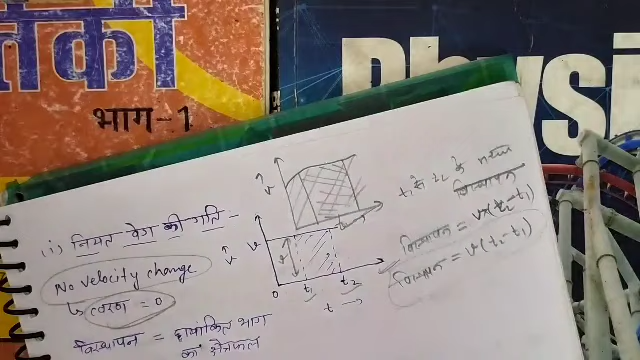 तकी
भाग-1
Physi
(i) नियत वेग की गति -
No velocity change
↳ त्वरण = 0
विस्थापन = छायांकित भाग
का क्षेत्रफल
v
v
v
v
0
t₁
t₂
t →
t₁ से t₂ के मध्य
विस्थापन
विस्थापन = v×(t₂-t₁)
विस्थापन = v(t₂-t₁)